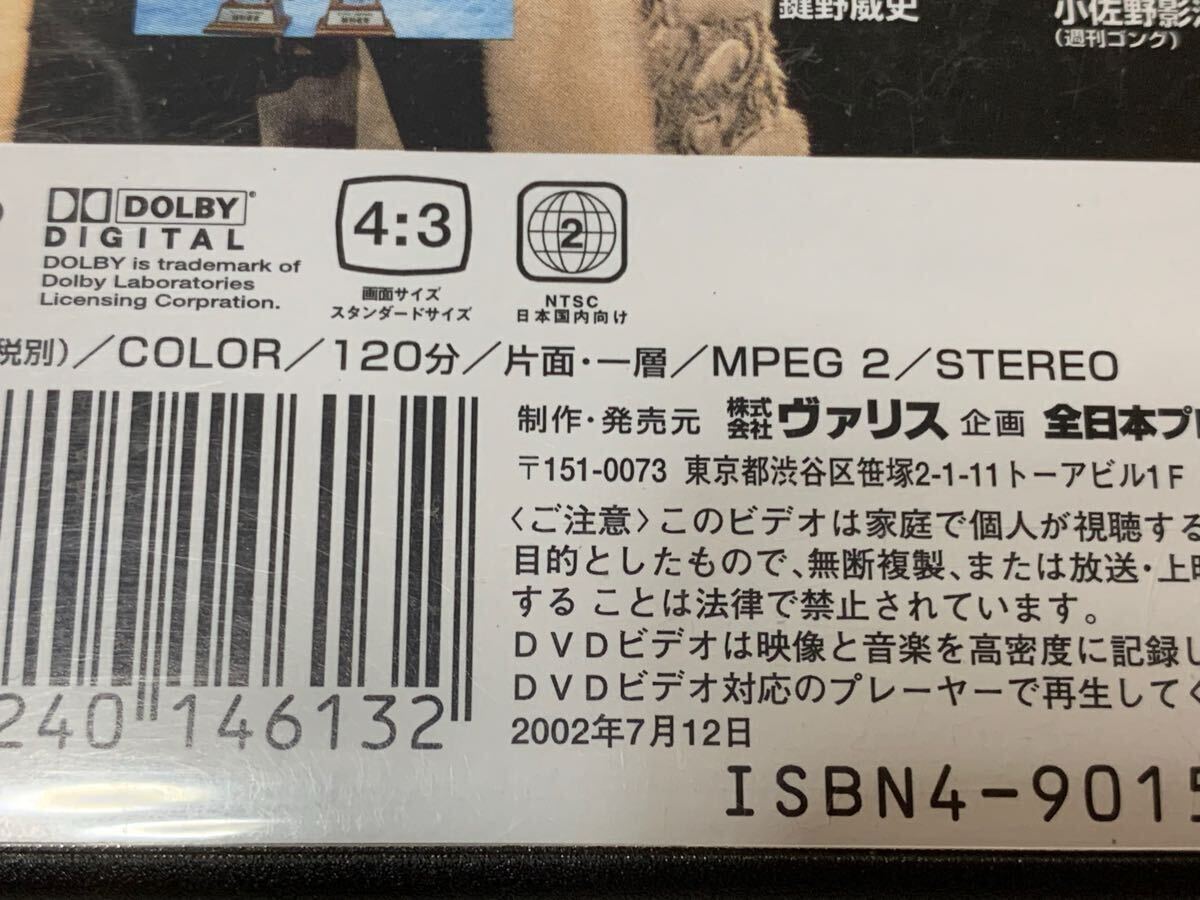 鍵野威史
小佐野影
(週刊ゴング)
DOLBY
DIGITAL
DOLBY is trademark of
Dolby Laboratories
Licensing Corpration.
4:3
画面サイズ
スタンダードサイズ
2
NTSC
日本国内向け
税別)／COLOR／120分／片面・一層／MPEG 2／STEREO
制作・発売元 株式会社ヴァリス 企画 全日本プ
〒151-0073 東京都渋谷区笹塚2-1-11トーアビル1F
〈ご注意〉このビデオは家庭で個人が視聴する
目的としたもので、無断複製、または放送・上
する ことは法律で禁止されています。
DVDビデオは映像と音楽を高密度に記録し
DVDビデオ対応のプレーヤーで再生して
2002年7月12日
240 146132
ISBN4-9015